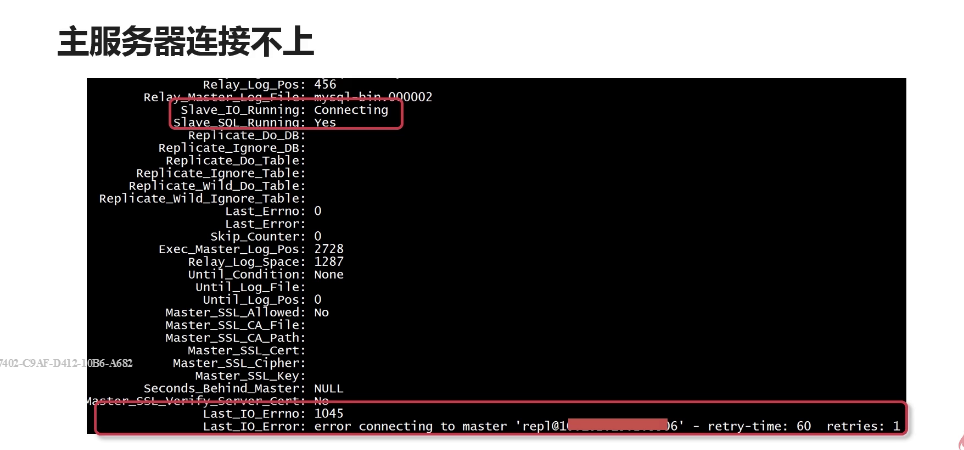 主服务器连接不上
Relay_Log_Pos: 456
Relay_Master_Log_File: mysql-bin.000002
Slave_IO_Running: Connecting
Slave_SQL_Running: Yes
Replicate_Do_DB:
Replicate_Ignore_DB:
Replicate_Do_Table:
Replicate_Ignore_Table:
Replicate_Wild_Do_Table:
Replicate_Wild_Ignore_Table:
Last_Errno: 0
Last_Error:
Skip_Counter: 0
Exec_Master_Log_Pos: 2728
Relay_Log_Space: 1287
Until_Condition: None
Until_Log_File:
Until_Log_Pos: 0
Master_SSL_Allowed: No
Master_SSL_CA_File:
Master_SSL_CA_Path:
Master_SSL_Cert:
7402-C9AF-D412-10B6-A682 Master_SSL_Cipher:
Master_SSL_Key:
Seconds_Behind_Master: NULL
Master_SSL_Verify_Server_Cert: No
Last_IO_Errno: 1045
Last_IO_Error: error connecting to master 'repl@1 06' - retry-time: 60 retries: 1